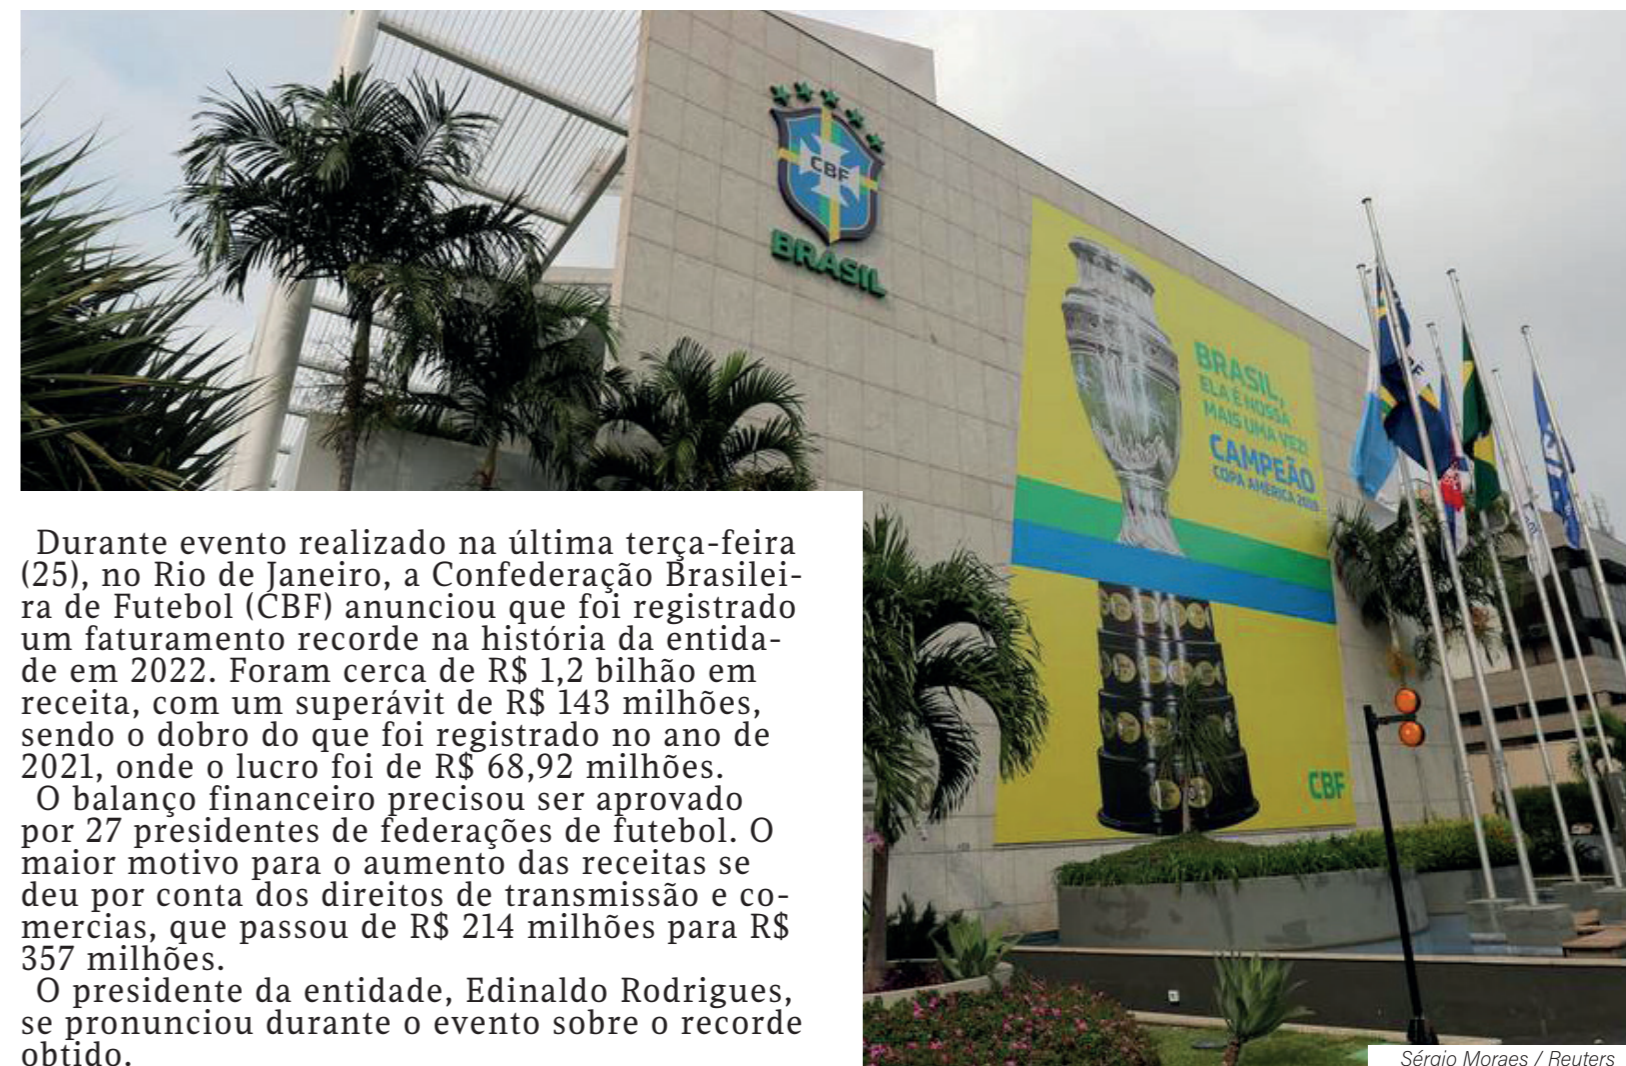 CBF
BRASIL
BRASIL,
ELA É NOSSA
MAIS UMA VEZ!
CAMPEÃO
COPA AMÉRICA 2019
CBF
Durante evento realizado na última terça-feira
(25), no Rio de Janeiro, a Confederação Brasilei-
ra de Futebol (CBF) anunciou que foi registrado
um faturamento recorde na história da entida-
de em 2022. Foram cerca de R$ 1,2 bilhão em
receita, com um superávit de R$ 143 milhões,
sendo o dobro do que foi registrado no ano de
2021, onde o lucro foi de R$ 68,92 milhões.
O balanço financeiro precisou ser aprovado
por 27 presidentes de federações de futebol. O
maior motivo para o aumento das receitas se
deu por conta dos direitos de transmissão e co-
mercias, que passou de R$ 214 milhões para R$
357 milhões.
O presidente da entidade, Edinaldo Rodrigues,
se pronunciou durante o evento sobre o recorde
obtido.
Sérgio Moraes / Reuters